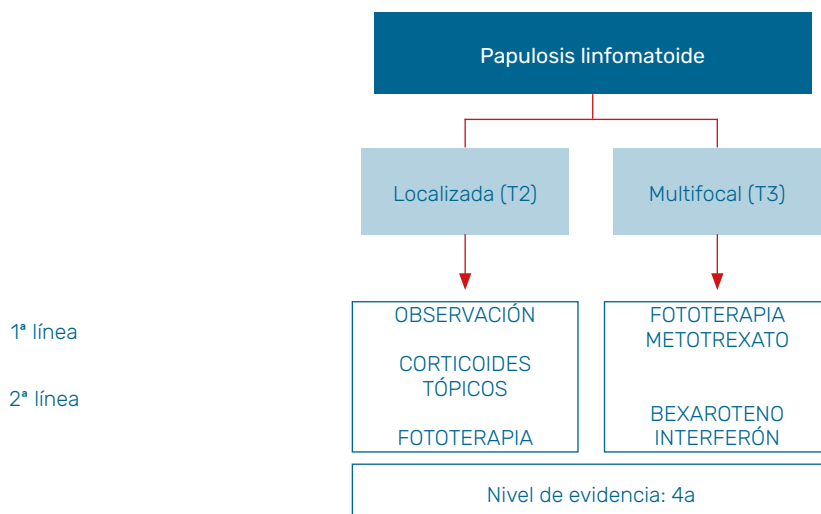 Papulosis linfomatoide
Localizada (T2)
Multifocal (T3)
1ª línea
2ª línea
OBSERVACIÓN
CORTICOIDES
TÓPICOS
FOTOTERAPIA
FOTOTERAPIA
METOTREXATO
BEXAROTENO
INTERFERÓN
Nivel de evidencia: 4a